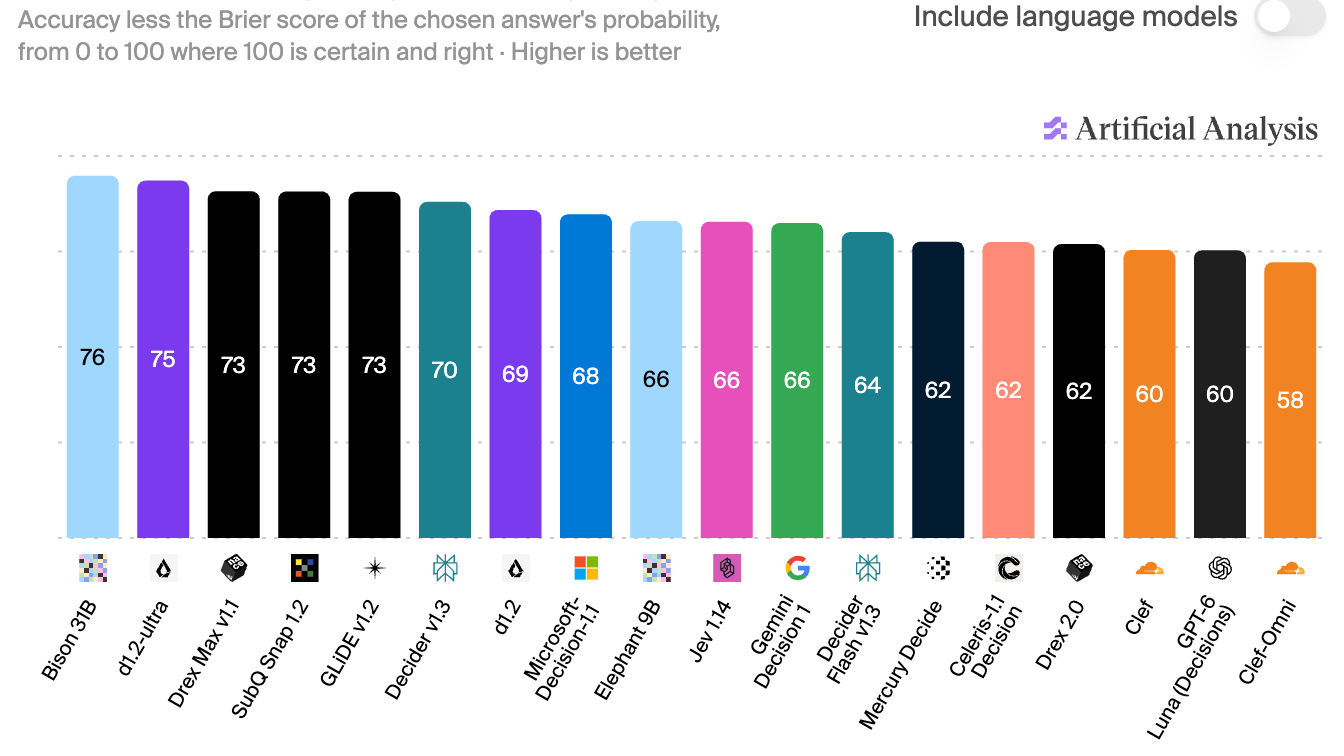 Accuracy less the Brier score of the chosen answer's probability,
from 0 to 100 where 100 is certain and right · Higher is better
Include language models
Artificial Analysis
76
75
73
73
73
70
69
68
66
66
66
64
62
62
62
60
60
58
Bison 31B
d1.2-ultra
Drex Max v1.1
SubQ Snap 1.2
GLIDE v1.2
Decider v1.3
d1.2
Microsoft-
Decision-1.1
Elephant 9B
Jev 1.14
Gemini
Decision 1
Decider
Flash v1.3
Mercury Decide
Celeris-1.1
Decision
Drex 2.0
Clef
GPT-6
Luna (Decisions)
Clef-Omni